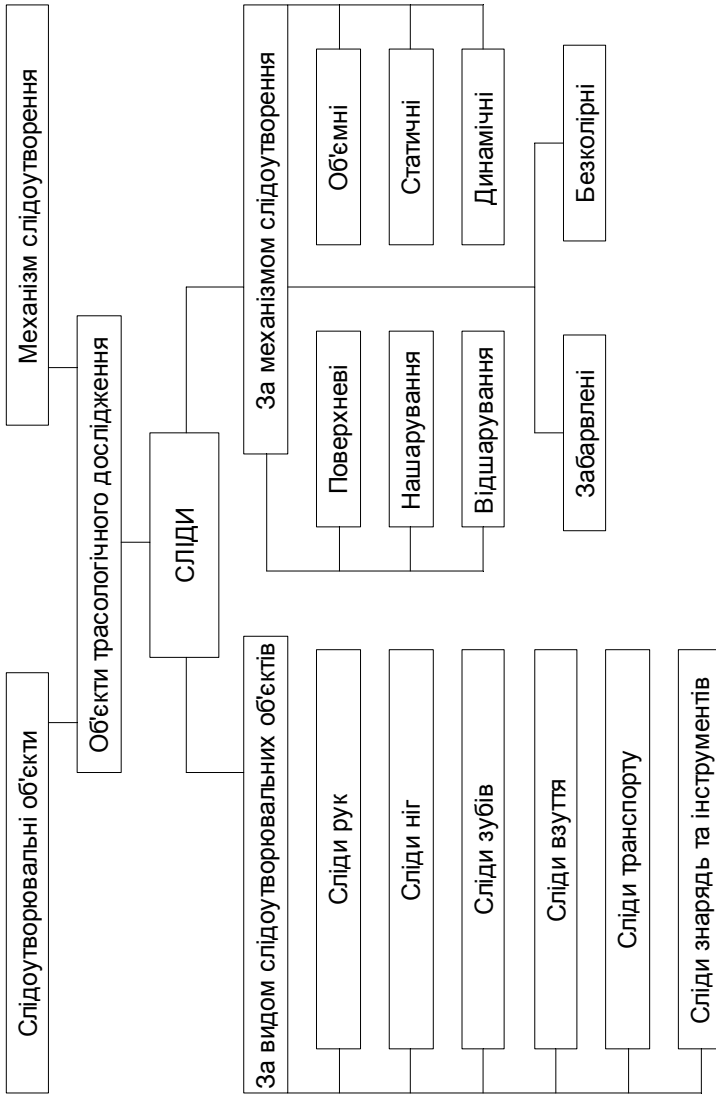 Слідоутворювальні об'єкти
Механізм слідоутворення
Об'єкти трасологічного дослідження
СЛІДИ
За видом слідоутворювальних об'єктів
Сліди рук
Сліди ніг
Сліди зубів
Сліди взуття
Сліди транспорту
Сліди знарядь та інструментів
За механізмом слідоутворення
Поверхневі
Об'ємні
Нашарування
Статичні
Відшарування
Динамічні
Забарвлені
Безколірні